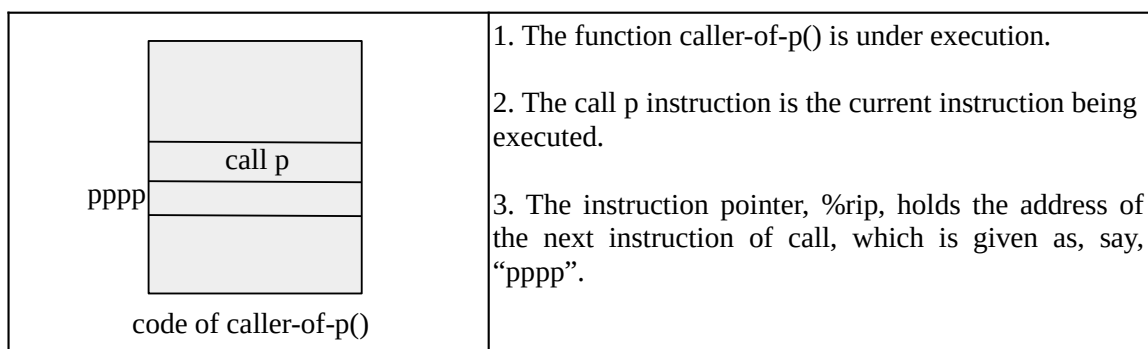 call p
pppp
code of caller-of-p()
1. The function caller-of-p() is under execution.
2. The call p instruction is the current instruction being
executed.
3. The instruction pointer, %rip, holds the address of
the next instruction of call, which is given as, say,
“pppp”.